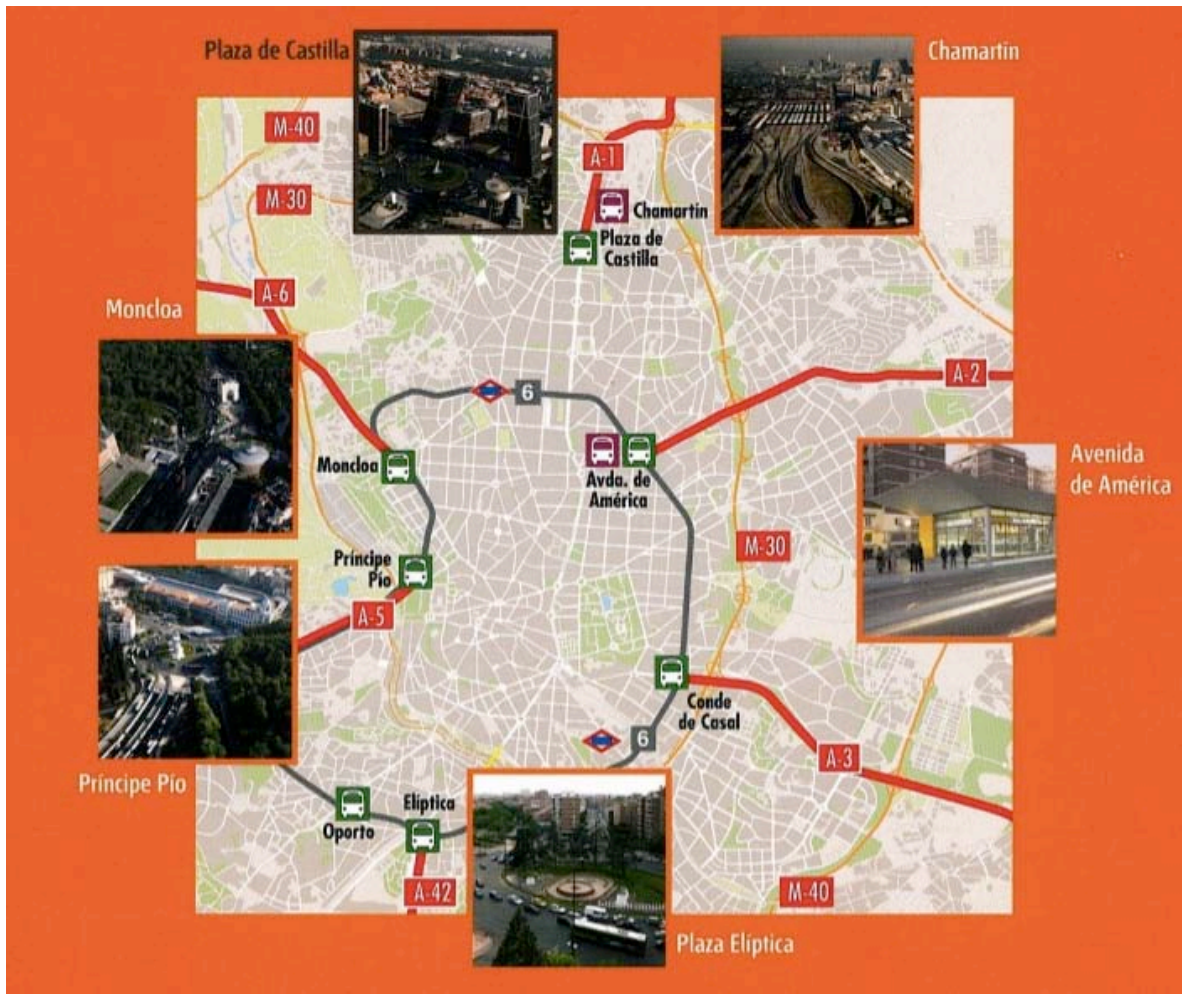 Plaza de Castilla
Chamartín
M-40
A-1
M-30
Chamartín
Plaza de
Castilla
A-6
Moncloa
A-2
6
Avenida
de América
Moncloa
Avda. de
América
M-30
Príncipe
Pío
A-5
Conde
de Casal
6
A-3
Príncipe Pío
Oporto
Elíptica
A-42
M-40
Plaza Elíptica